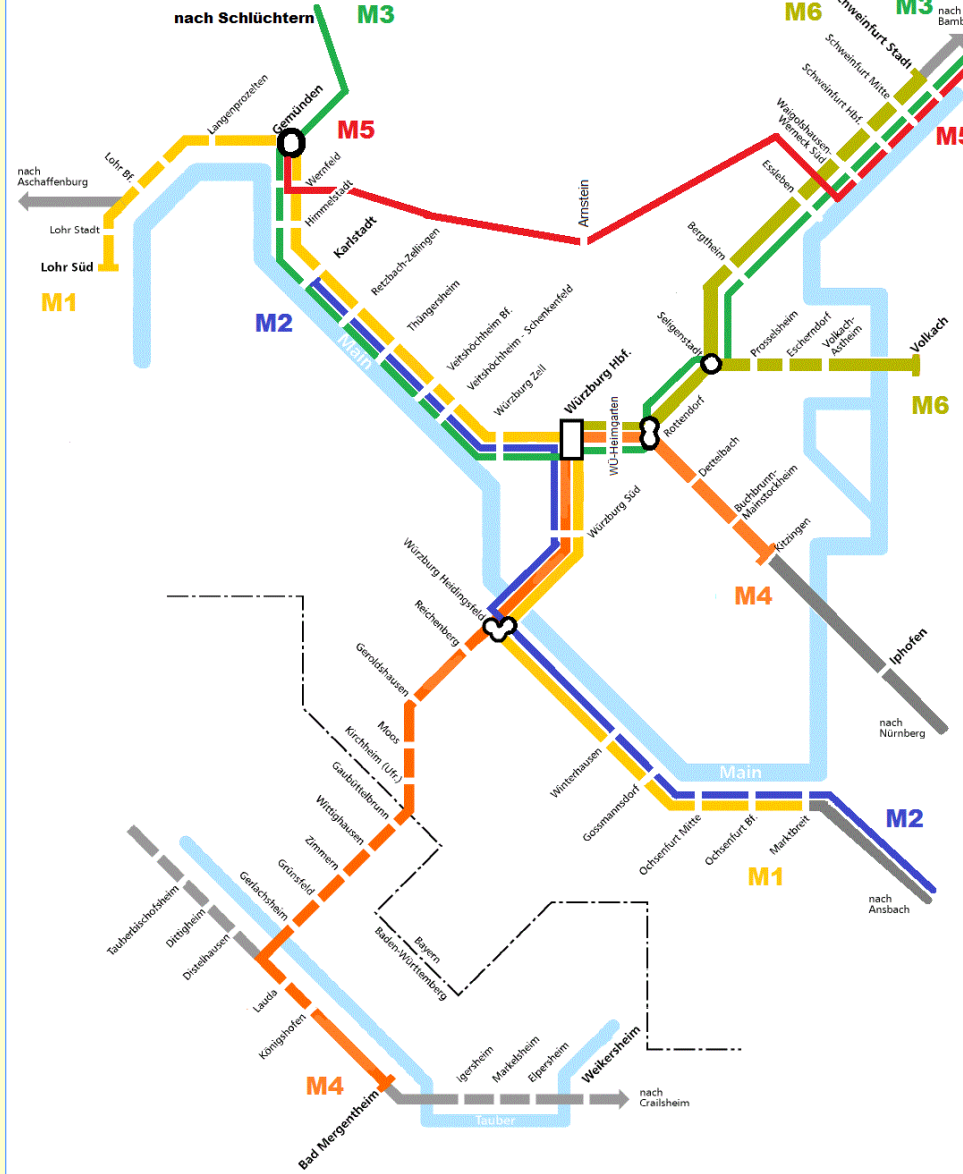 nach Schlüchtern
M3
M6
M3
nach
Schweinfurt Mitte
Schweinfurt Hbf.
Waigolshausen-
Werneck Süd
Essleben
Bergtheim
Seligenstadt
M5
Langenprozelten
Gemünden
M5
Lohr Bf.
nach
Aschaffenburg
Lohr Stadt
Lohr Süd
M1
Wernfeld
Himmelstadt
Karlstadt
Retzbach-Zellingen
Thüngersheim
Veitshöchheim Bf.
Veitshöchheim - Schenkenfeld
Würzburg Zell
Arnstein
M2
Main
Würzburg Hbf.
WÜ-Heimgarten
Rottendorf
Prosselsheim
Escherndorf
Volkach-
Astheim
Volkach
M6
Dettelbach
Buchbrunn-
Mainstockheim
Kitzingen
M4
Iphofen
nach
Nürnberg
Würzburg Süd
Würzburg Heidingsfeld
Reichenberg
Geroldshausen
Moos
Kirchheim (Ufr.)
Gaubüttelbrunn
Wittighausen
Zimmern
Grünsfeld
Gerlachsheim
Main
Winterhausen
Gossmannsdorf
Ochsenfurt Mitte
Ochsenfurt Bf.
Marktbreit
M2
M1
nach
Ansbach
Tauberbischofsheim
Dittigheim
Distelhausen
Lauda
Königshofen
Bayern
Baden-Württemberg
M4
Bad Mergentheim
Igersheim
Markelsheim
Elpersheim
Weikersheim
nach
Crailsheim
Tauber